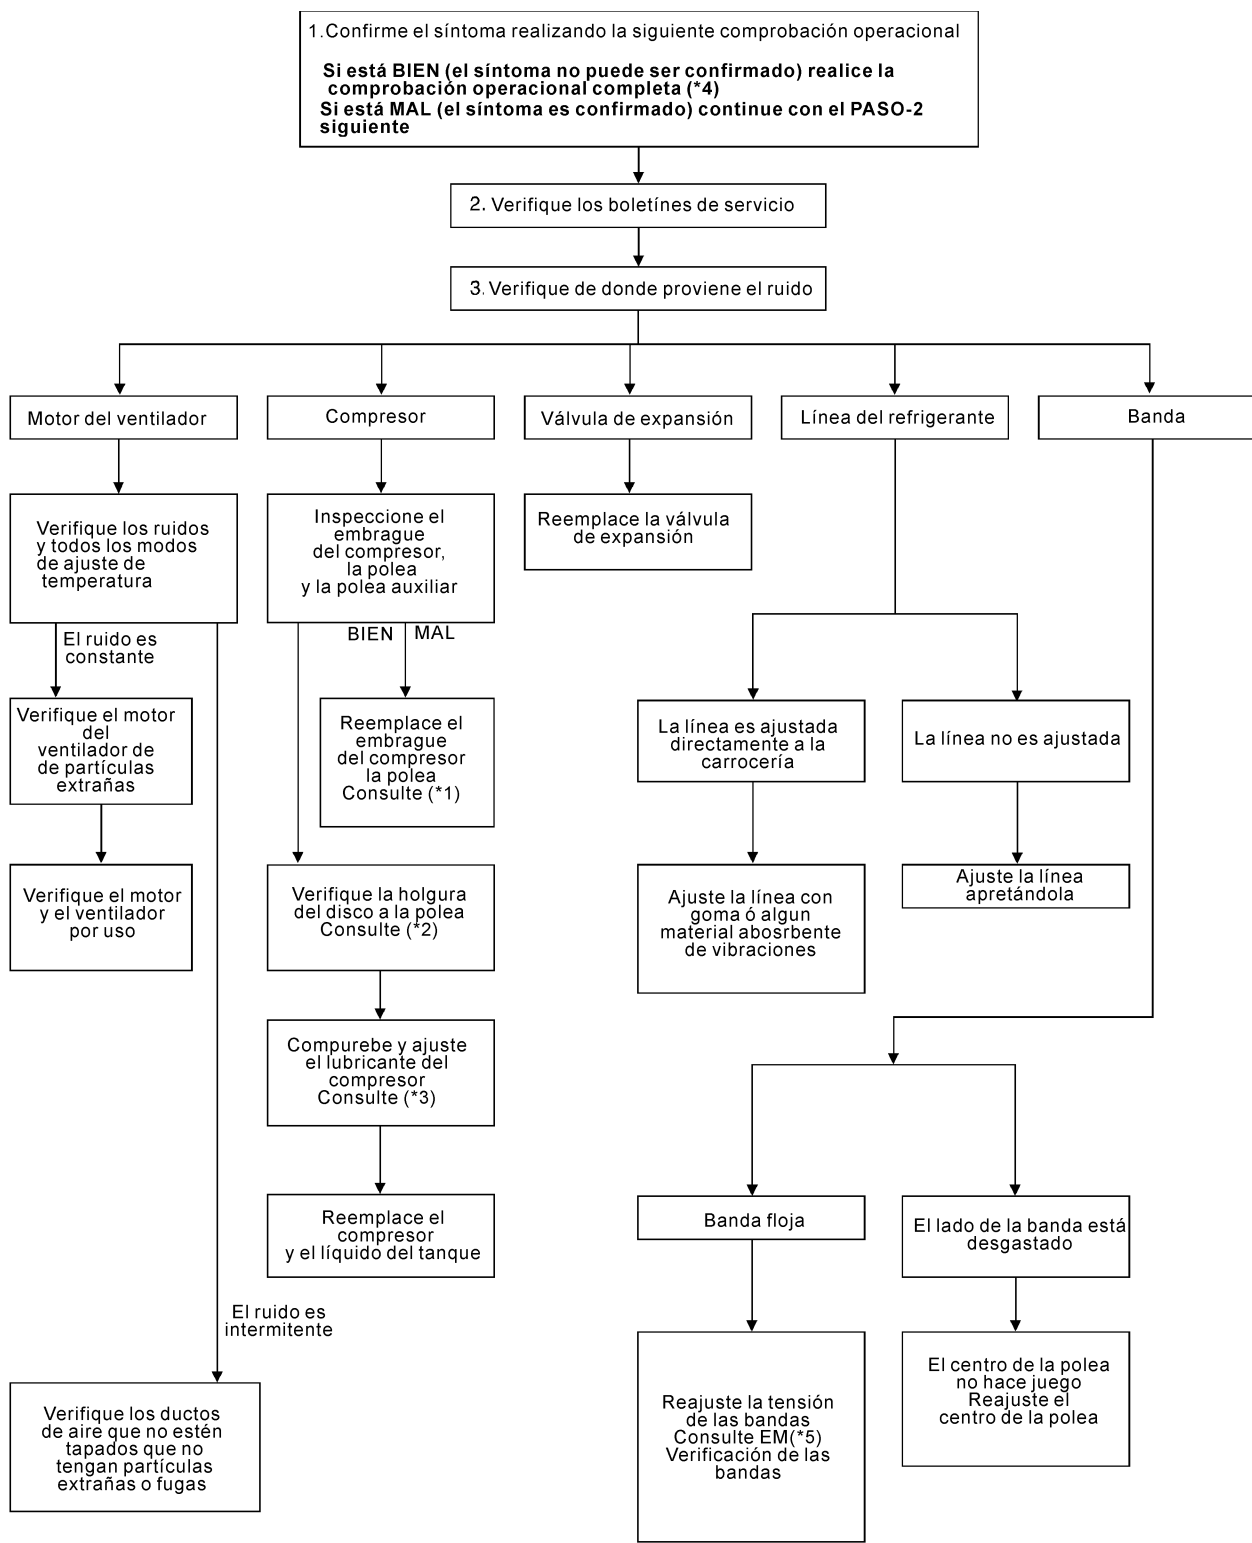 1.Confirme el síntoma realizando la siguiente comprobación operacional
Si está BIEN (el síntoma no puede ser confirmado) realice la
comprobación operacional completa (*4)
Si está MAL (el síntoma es confirmado) continue con el PASO-2
siguiente
2. Verifique los boletínes de servicio
3. Verifique de donde proviene el ruido
Motor del ventilador
Compresor
Válvula de expansión
Línea del refrigerante
Banda
Verifique los ruidos
y todos los modos
de ajuste de
temperatura
Inspeccione el
embrague
del compresor,
la polea
y la polea auxiliar
Reemplace la válvula
de expansión
El ruido es
constante
BIEN
MAL
Verifique el motor
del
ventilador de
de partículas
extrañas
Reemplace el
embrague
del compresor
la polea
Consulte (*1)
La línea es ajustada
directamente a la
carrocería
La línea no es ajustada
Verifique el motor
y el ventilador
por uso
Verifique la holgura
del disco a la polea
Consulte (*2)
Ajuste la línea con
goma ó algun
material abosrbente
de vibraciones
Ajuste la línea
apretándola
Compurebe y ajuste
el lubricante del
compresor
Consulte (*3)
Reemplace el
compresor
y el líquido del tanque
Banda floja
El lado de la banda está
desgastado
El ruido es
intermitente
Verifique los ductos
de aire que no estén
tapados que no
tengan partículas
extrañas o fugas
Reajuste la tensión
de las bandas
Consulte EM(*5)
Verificación de las
bandas
El centro de la polea
no hace juego
Reajuste el
centro de la polea